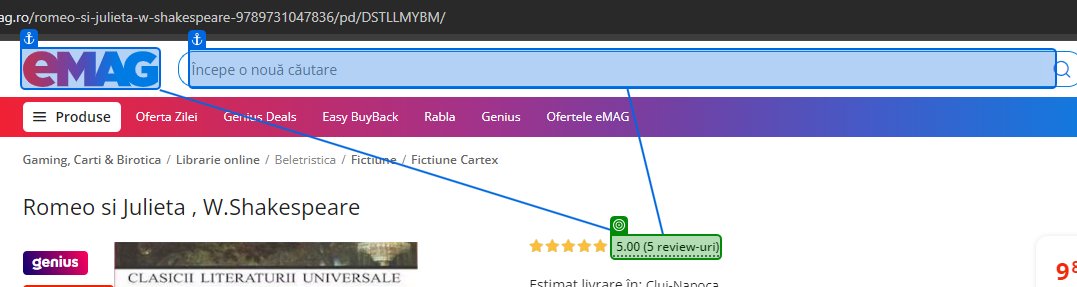 ag.ro/romeo-si-julieta-w-shakespeare-9789731047836/pd/DSTLLMYBM/
eMAG
Începe o nouă căutare
Produse Oferta Zilei Genius Deals Easy BuyBack Rabla Genius Ofertele eMAG
Gaming, Carti & Birotica / Librarie online / Beletristica / Fictiune / Fictiune Cartex
Romeo si Julieta , W.Shakespeare
5.00 (5 review-uri)
genius
CLASICII LITERATURII UNIVERSALE
Estimat livrare în: Cluj-Napoca
98